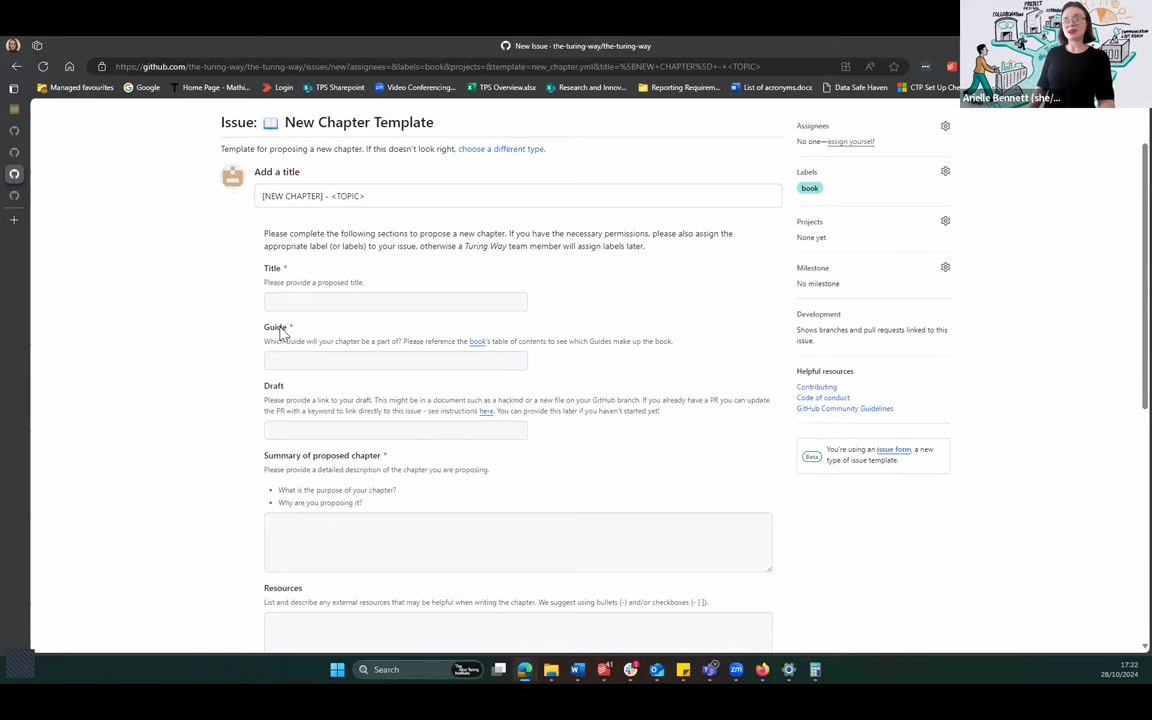 New Issue · the-turing-way/the-turing-way
https://github.com/the-turing-way/the-turing-way/issues/new?assignees=&labels=book&projects=&template=new_chapter.yml&title=%5BNEW+CHAPTER%5D+-+<TOPIC>
Managed favourites
Google
Home Page - Mathi...
Login
TPS Sharepoint
Video Conferencing...
TPS Overview.xlsx
Research and Innov...
Reporting Requirem...
List of acronyms.docx
Data Safe Haven
CTP Set Up Che
COLLABORATION
PROJECT DESIGN
Arielle Bennett (she/...
Issue: 📖 New Chapter Template
Template for proposing a new chapter. If this doesn't look right, choose a different type.
Add a title
[NEW CHAPTER] - <TOPIC>
Please complete the following sections to propose a new chapter. If you have the necessary permissions, please also assign the
appropriate label (or labels) to your issue, otherwise a Turing Way team member will assign labels later.
Title *
Please provide a proposed title.
Guide *
Which Guide will your chapter be a part of? Please reference the book's table of contents to see which Guides make up the book.
Draft
Please provide a link to your draft. This might be in a document such as a hackmd or a new file on your GitHub branch. If you already have a PR you can update
the PR with a keyword to link directly to this issue - see instructions here. You can provide this later if you haven't started yet!
Summary of proposed chapter *
Please provide a detailed description of the chapter you are proposing.
• What is the purpose of your chapter?
• Why are you proposing it?
Resources
List and describe any external resources that may be helpful when writing the chapter. We suggest using bullets (-) and/or checkboxes (- [ ]).
Assignees
No one—assign yourself
Labels
book
Projects
None yet
Milestone
No milestone
Development
Shows branches and pull requests linked to this
issue.
Helpful resources
Contributing
Code of conduct
GitHub Community Guidelines
Beta
You're using an issue form, a new
type of issue template.
Search
The Alan Turing Institute
41
17:22
28/10/2024